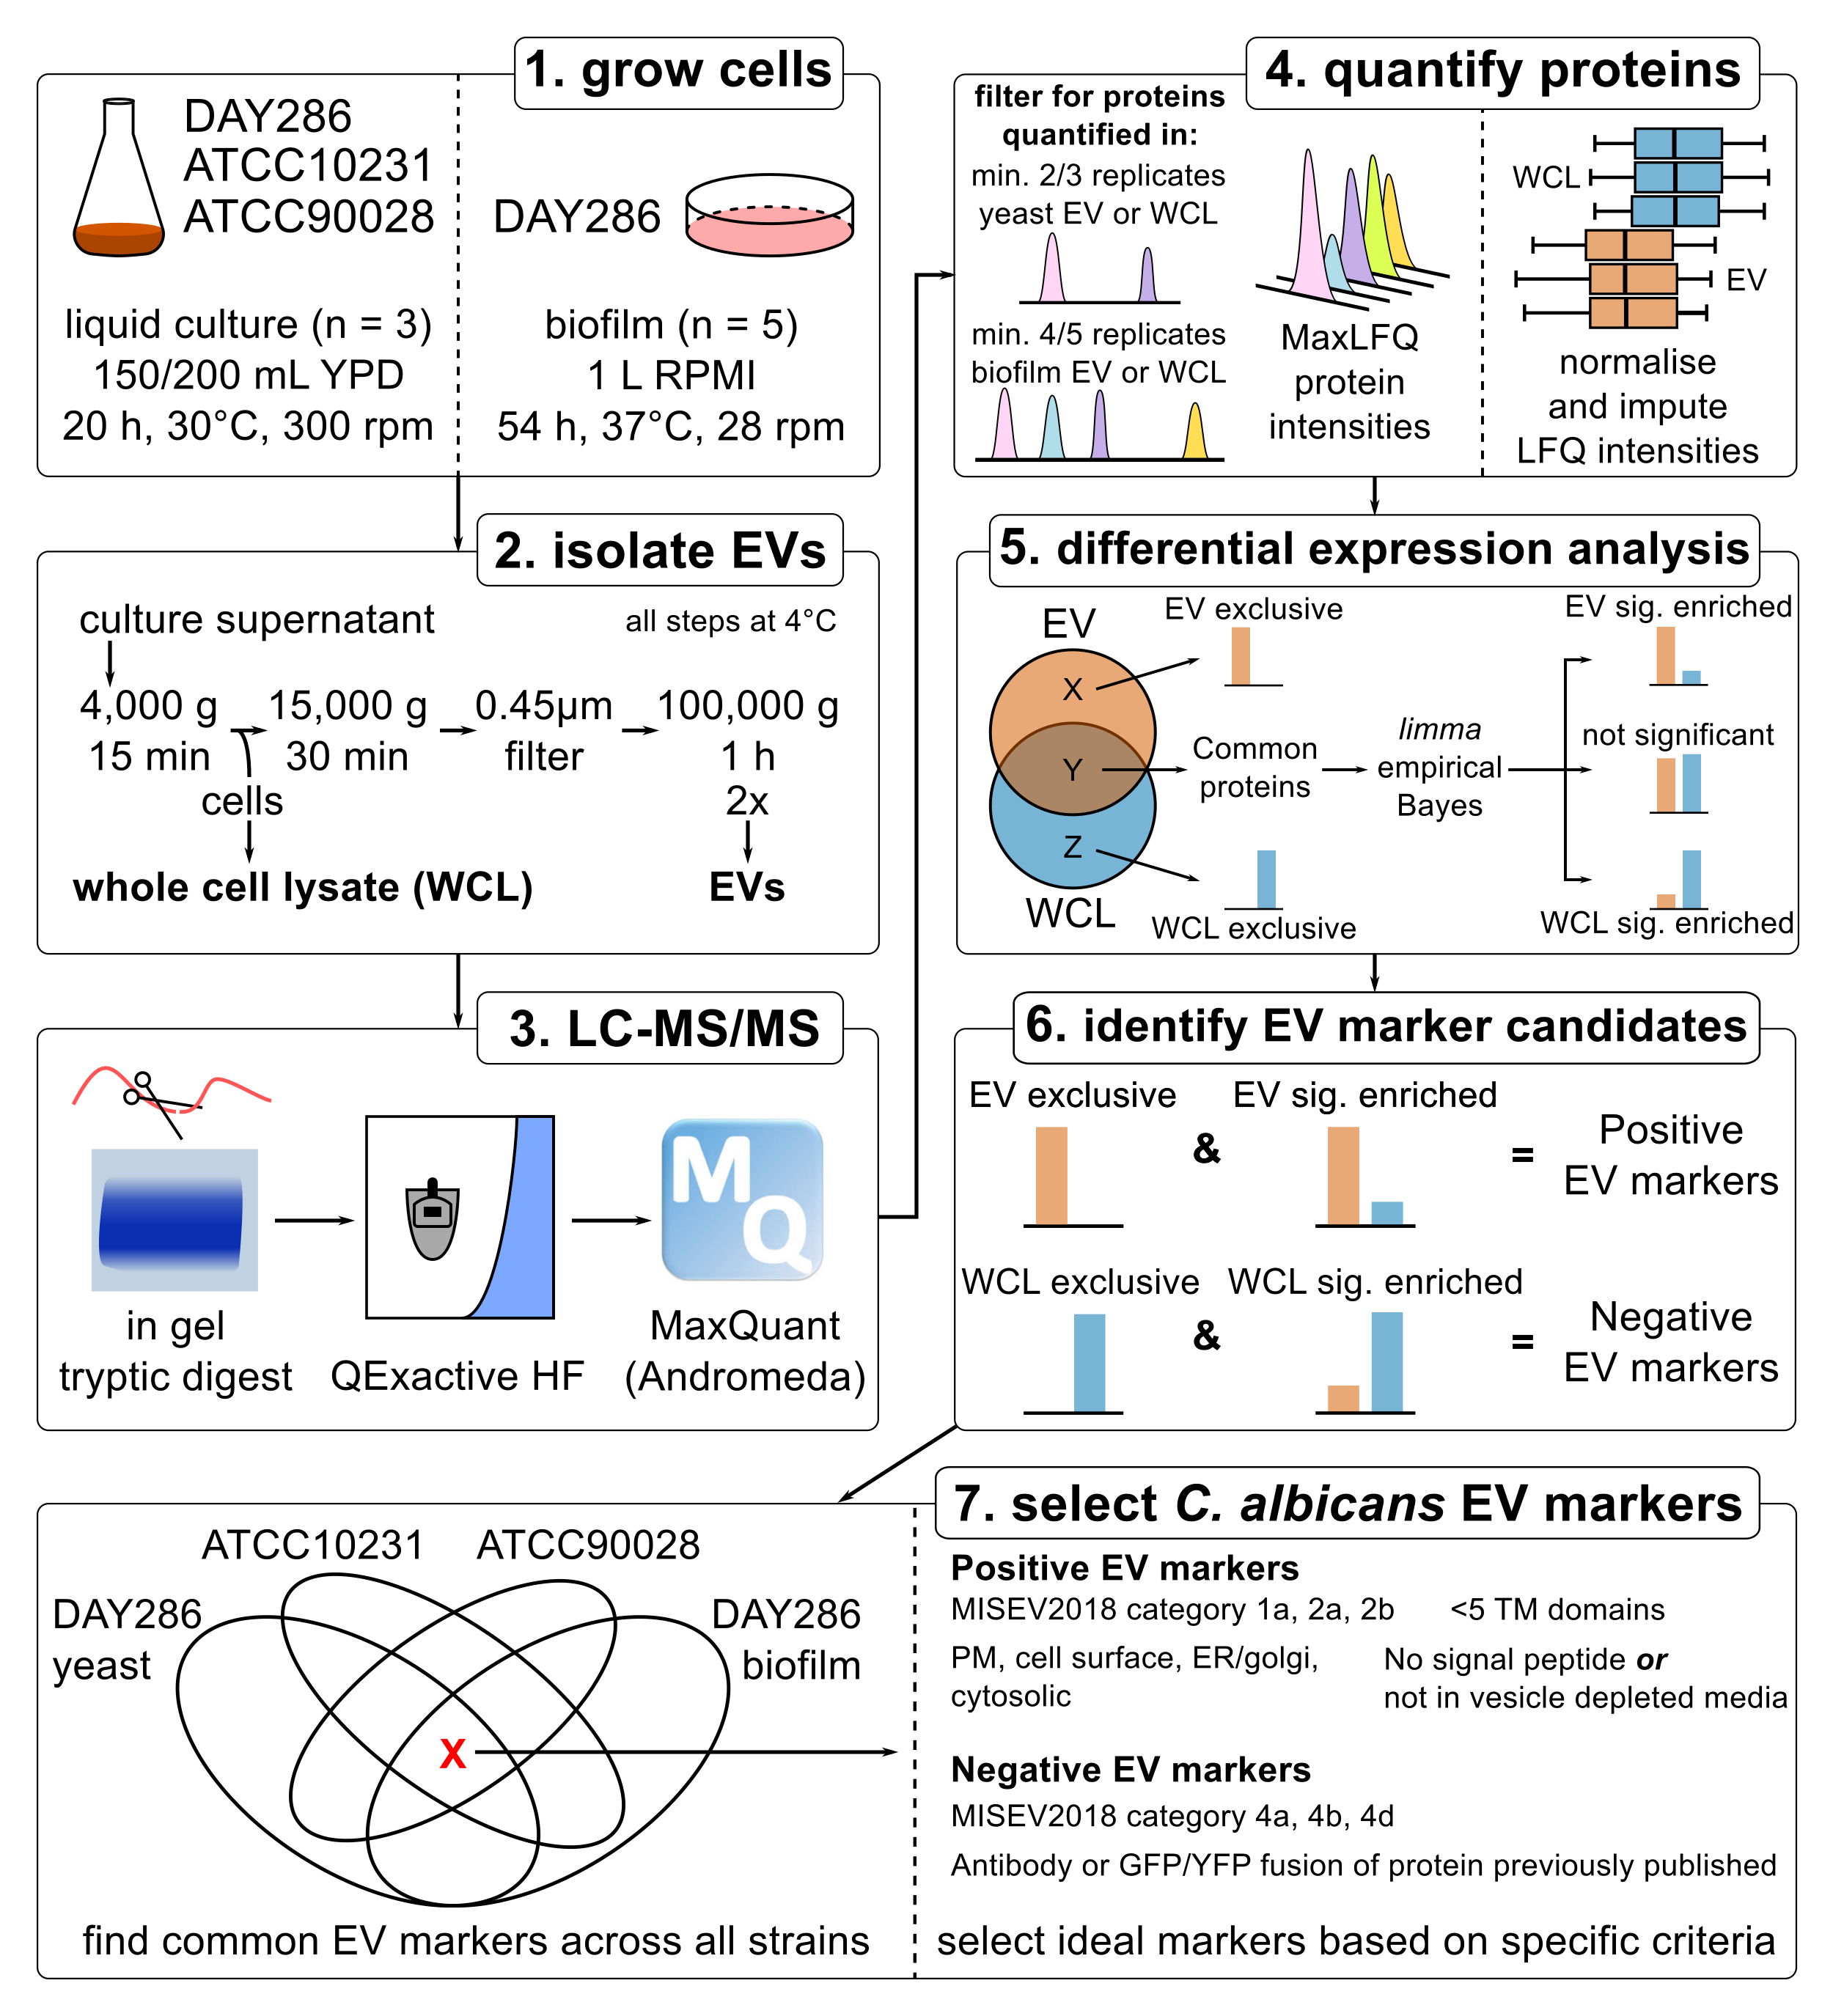 1. grow cells
DAY286
ATCC10231
ATCC90028
liquid culture (n = 3)
150/200 mL YPD
20 h, 30°C, 300 rpm
DAY286
biofilm (n = 5)
1 L RPMI
54 h, 37°C, 28 rpm
2. isolate EVs
culture supernatant
all steps at 4°C
4,000 g
15 min
15,000 g
30 min
0.45µm
filter
100,000 g
1 h
2x
cells
whole cell lysate (WCL)
EVs
3. LC-MS/MS
in gel
tryptic digest
QExactive HF
MQ
MaxQuant
(Andromeda)
4. quantify proteins
filter for proteins
quantified in:
min. 2/3 replicates
yeast EV or WCL
min. 4/5 replicates
biofilm EV or WCL
MaxLFQ
protein
intensities
WCL
EV
normalise
and impute
LFQ intensities
5. differential expression analysis
EV
X
Y
Z
WCL
EV exclusive
Common
proteins
WCL exclusive
limma
empirical
Bayes
EV sig. enriched
not significant
WCL sig. enriched
6. identify EV marker candidates
EV exclusive
&
EV sig. enriched
=
Positive
EV markers
WCL exclusive
&
WCL sig. enriched
=
Negative
EV markers
7. select C. albicans EV markers
ATCC10231
ATCC90028
DAY286
yeast
DAY286
biofilm
X
find common EV markers across all strains
Positive EV markers
MISEV2018 category 1a, 2a, 2b
<5 TM domains
PM, cell surface, ER/golgi,
cytosolic
No signal peptide or
not in vesicle depleted media
Negative EV markers
MISEV2018 category 4a, 4b, 4d
Antibody or GFP/YFP fusion of protein previously published
select ideal markers based on specific criteria